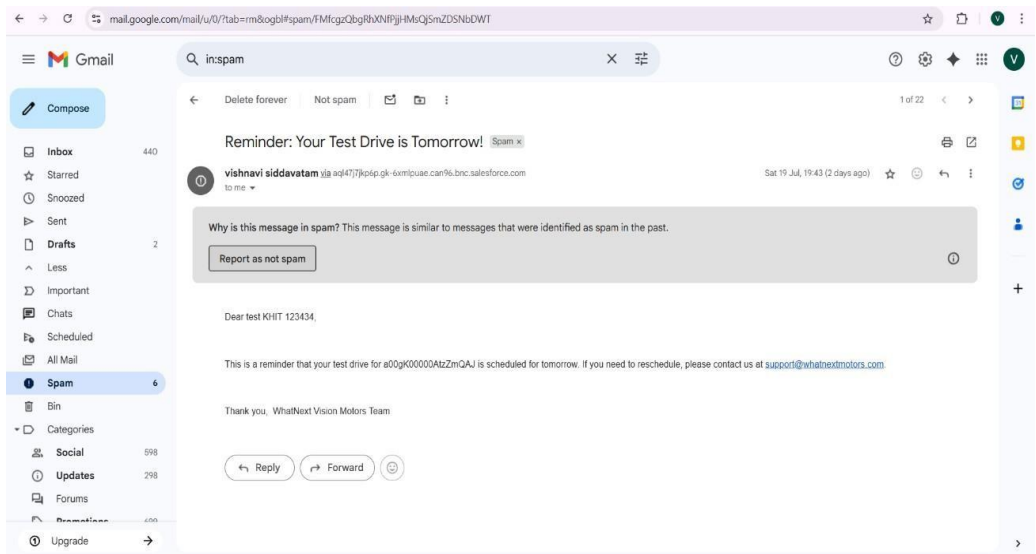 mail.google.com/mail/u/0/?tab=rm&ogbl#spam/FMfcgzQbgRhXNfPjjHMsQjSmZDSNbDWT
V
Gmail
in:spam
V
Compose
Delete forever
Not spam
1 of 22
Reminder: Your Test Drive is Tomorrow!
Spam ×
Inbox 440
Starred
Snoozed
Sent
Drafts 2
Less
Important
Chats
Scheduled
All Mail
Spam 6
Bin
Categories
Social 598
Updates 298
Forums
Promotions
Upgrade
vishnavi siddavatam via aql47j7jkp6p.gk-6xmlpuae.can96.bnc.salesforce.com
Sat 19 Jul, 19:43 (2 days ago)
to me
Why is this message in spam? This message is similar to messages that were identified as spam in the past.
Report as not spam
Dear test KHIT 123434,
This is a reminder that your test drive for a00gK00000AtzZmQAJ is scheduled for tomorrow. If you need to reschedule, please contact us at support@whatnextmotors.com.
Thank you, WhatNext Vision Motors Team
Reply
Forward